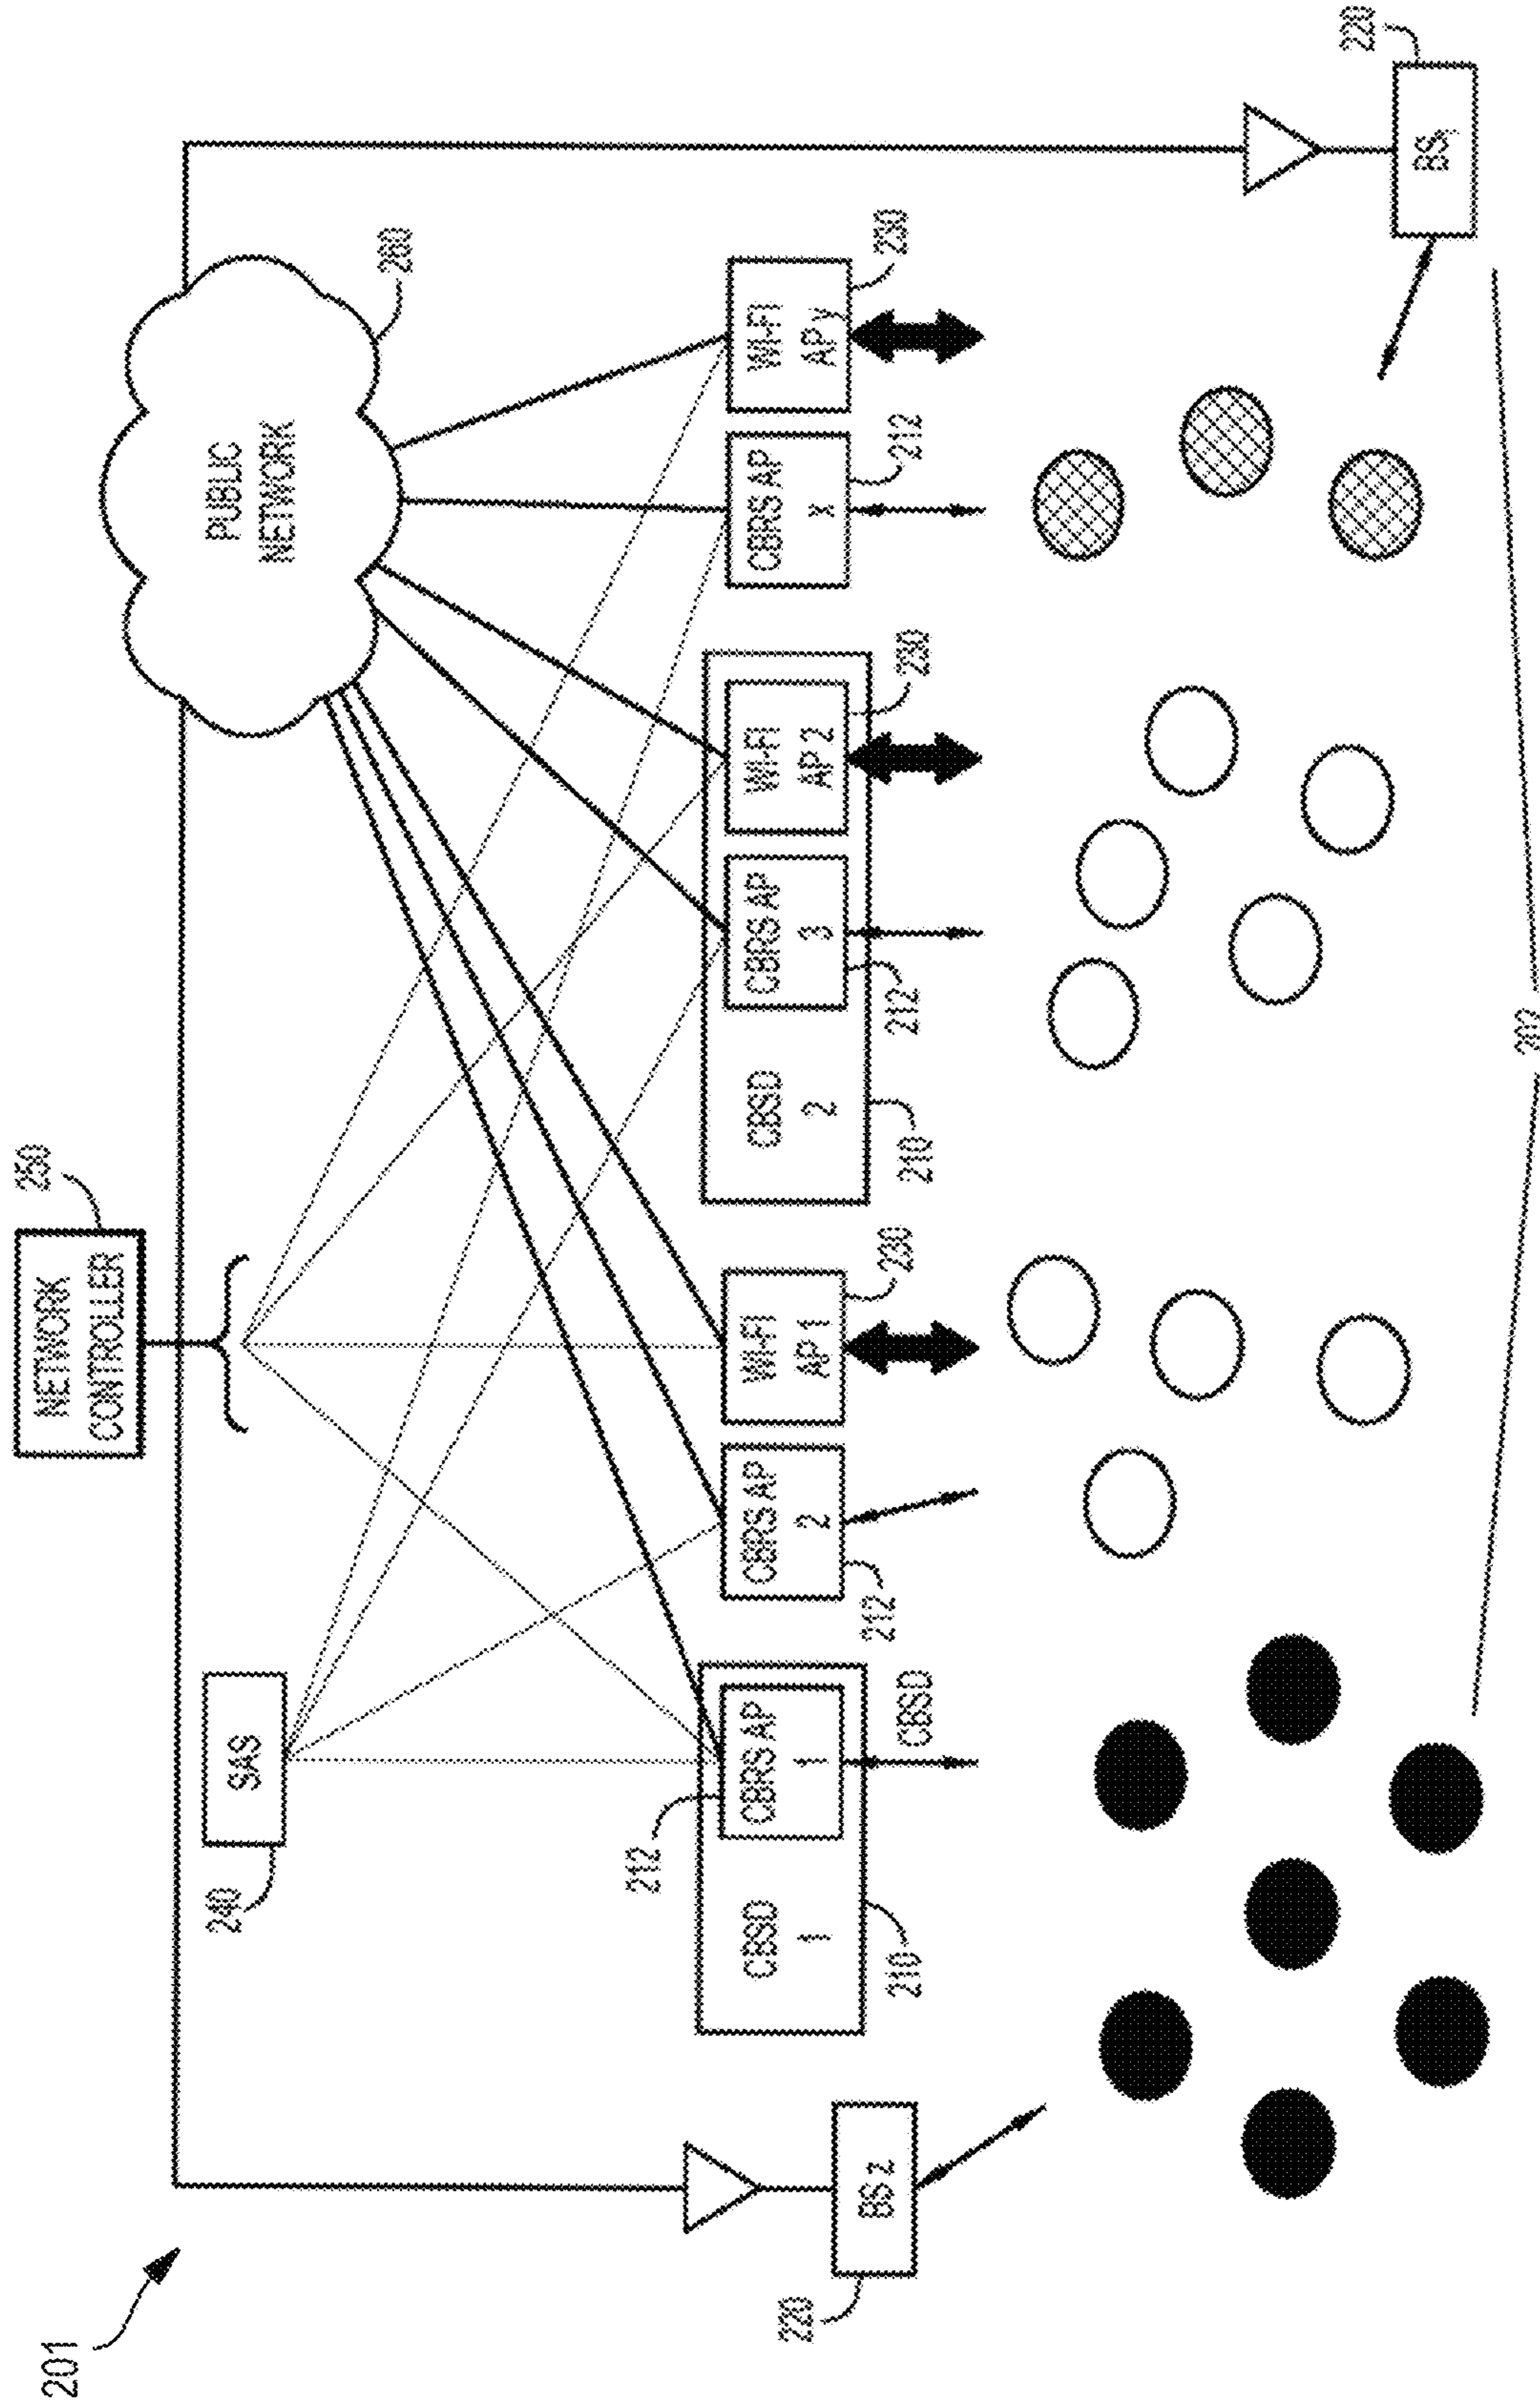 201
NETWORK
CONTROLLER
250
SAS
240
PUBLIC
NETWORK
260
CBSD
1
210
CBRS AP
1
212
CBSD
CBRS AP
2
212
WI-FI
AP 1
230
CBSD
2
210
CBRS AP
3
212
WI-FI
AP 2
230
CBRS AP
x
212
WI-FI
AP y
230
BS z
220
BS1
220
202